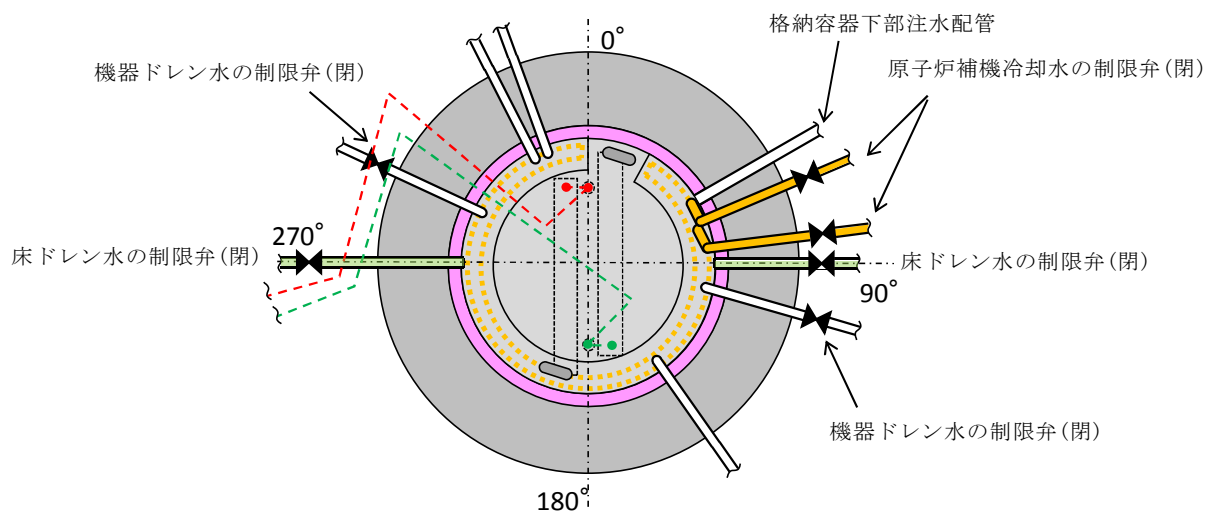 格納容器下部注水配管
0°
機器ドレン水の制限弁(閉)
原子炉補機冷却水の制限弁(閉)
270°
床ドレン水の制限弁(閉)
床ドレン水の制限弁(閉)
90°
機器ドレン水の制限弁(閉)
180°